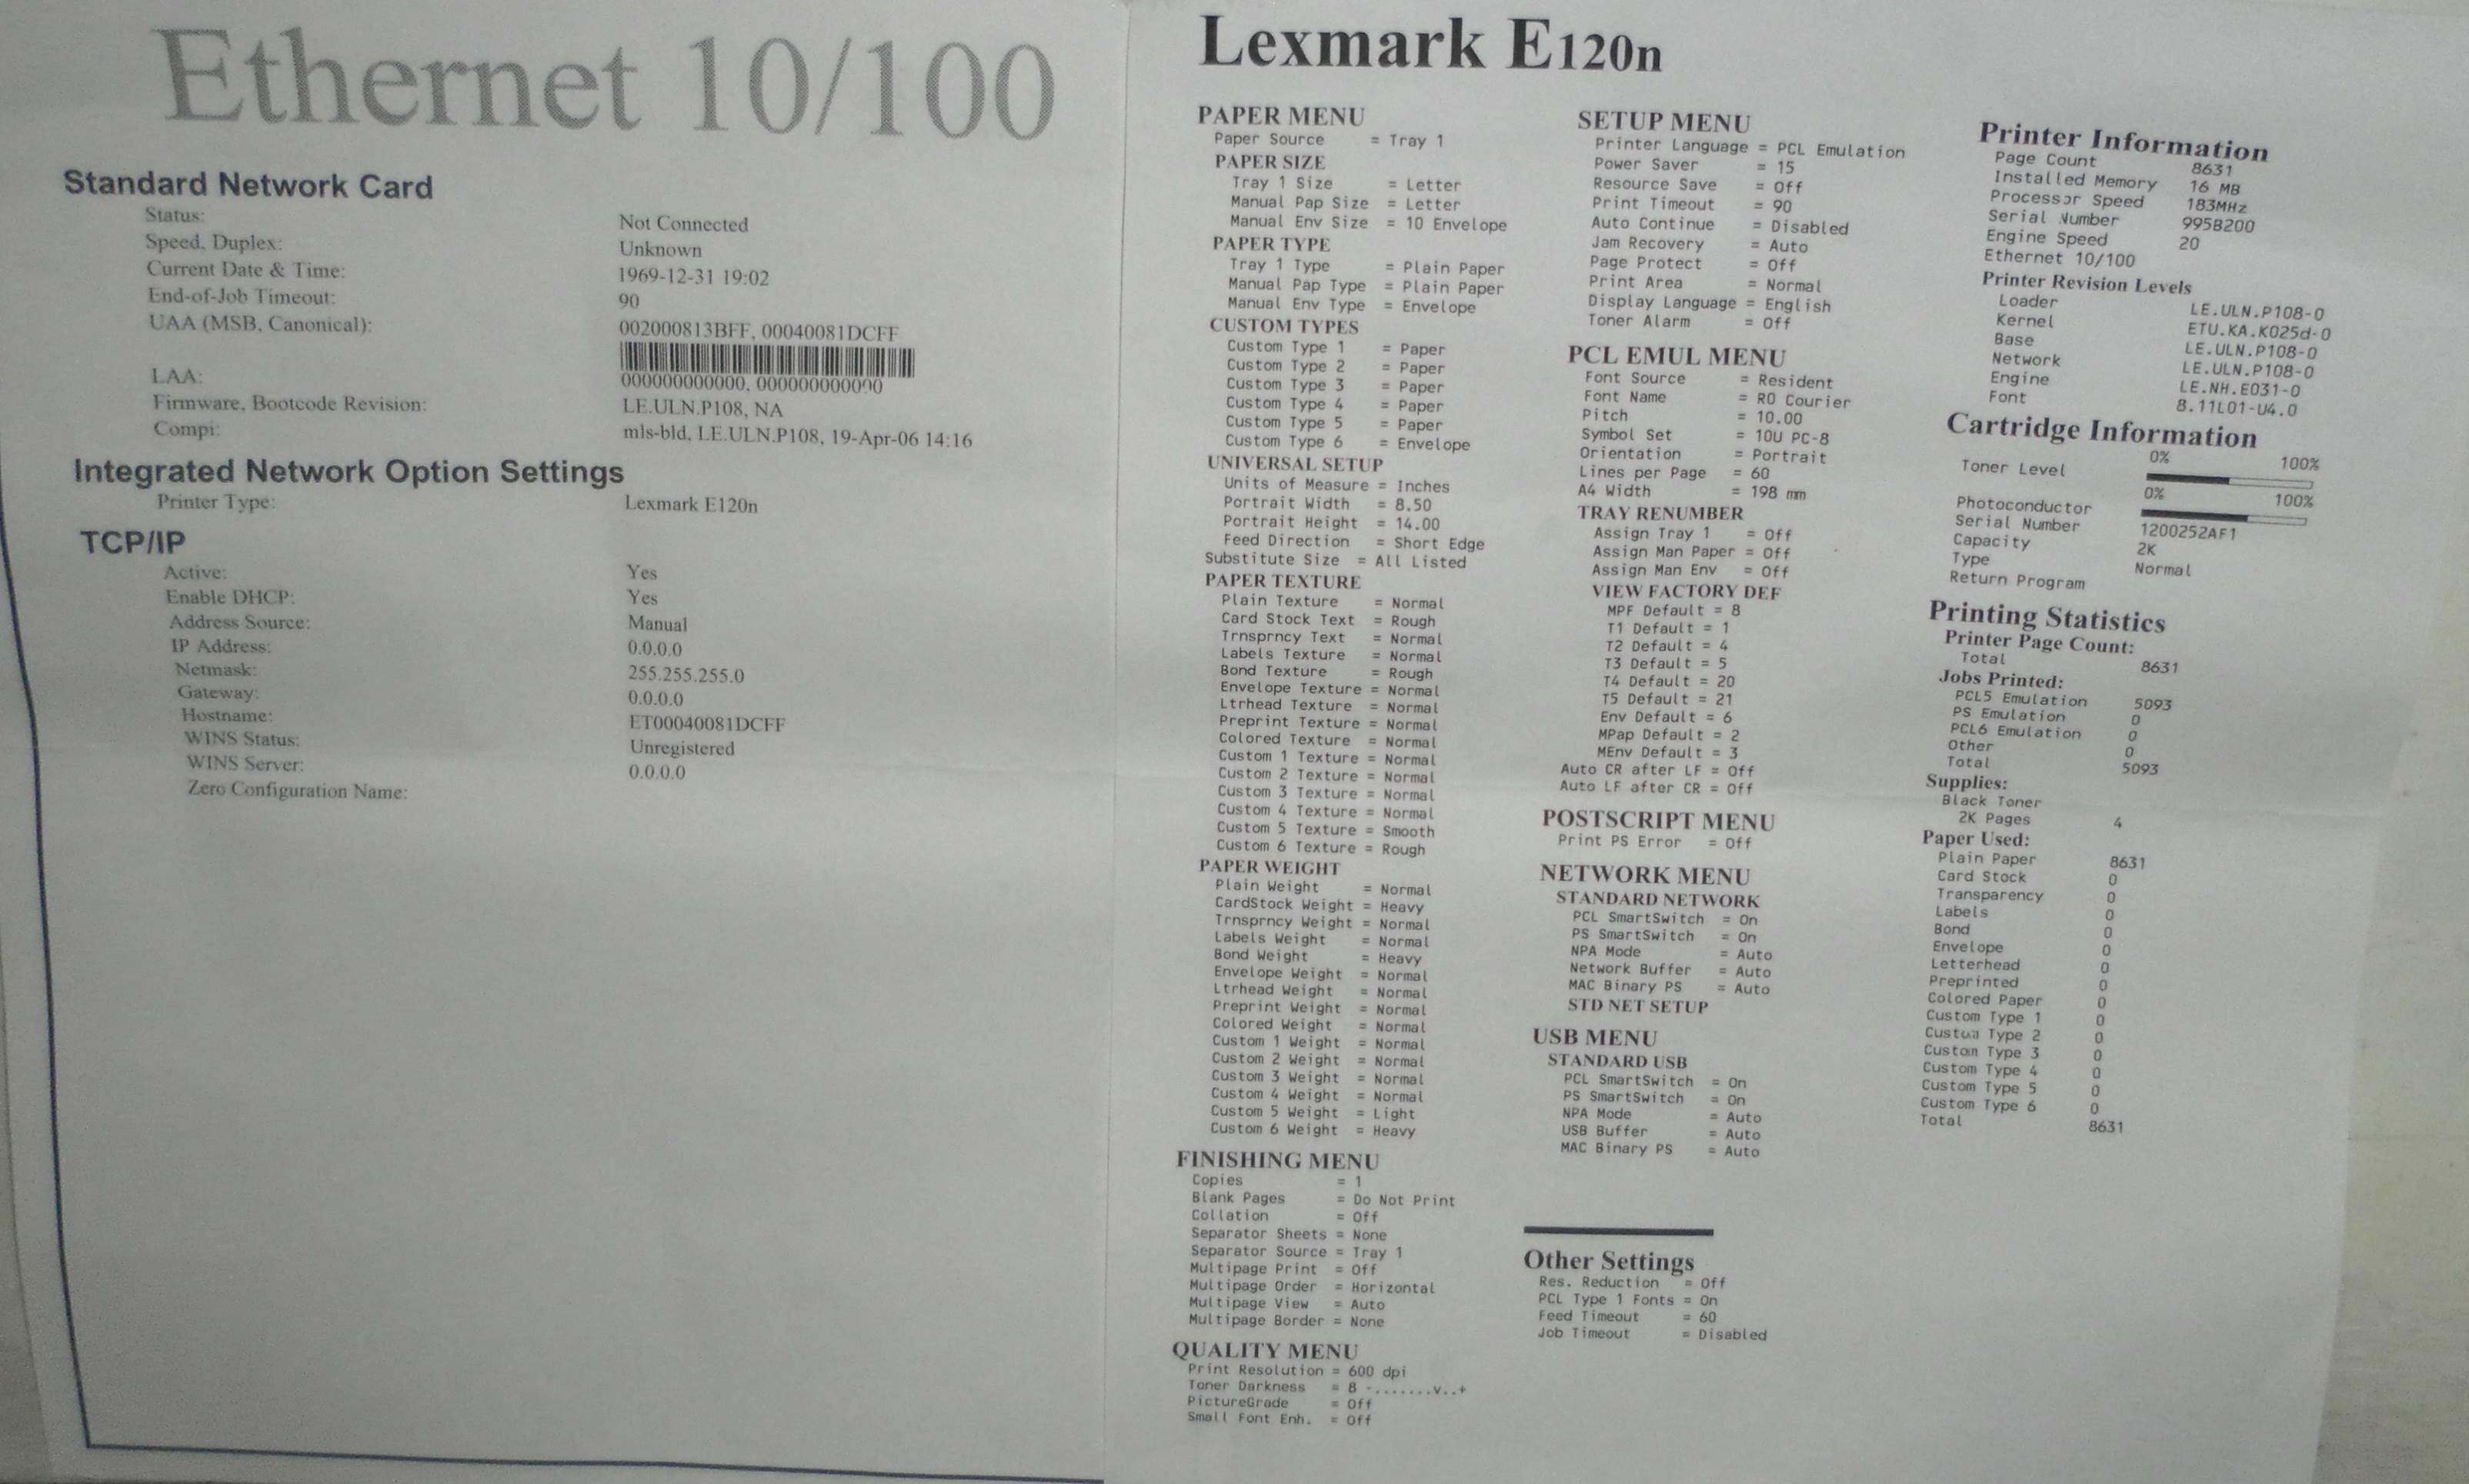 Ethernet 10/100
Standard Network Card
Status: Not Connected
Speed, Duplex: Unknown
Current Date & Time: 1969-12-31 19:02
End-of-Job Timeout: 90
UAA (MSB, Canonical): 002000813BFF, 00040081DCFF
LAA: 000000000000, 000000000000
Firmware, Bootcode Revision: LE.ULN.P108, NA
Compi: mls-bld, LE.ULN.P108, 19-Apr-06 14:16
Integrated Network Option Settings
Printer Type: Lexmark E120n
TCP/IP
Active: Yes
Enable DHCP: Yes
Address Source: Manual
IP Address: 0.0.0.0
Netmask: 255.255.255.0
Gateway: 0.0.0.0
Hostname: ET00040081DCFF
WINS Status: Unregistered
WINS Server: 0.0.0.0
Zero Configuration Name:
Lexmark E120n
PAPER MENU
Paper Source = Tray 1
PAPER SIZE
Tray 1 Size = Letter
Manual Pap Size = Letter
Manual Env Size = 10 Envelope
PAPER TYPE
Tray 1 Type = Plain Paper
Manual Pap Type = Plain Paper
Manual Env Type = Envelope
CUSTOM TYPES
Custom Type 1 = Paper
Custom Type 2 = Paper
Custom Type 3 = Paper
Custom Type 4 = Paper
Custom Type 5 = Paper
Custom Type 6 = Envelope
UNIVERSAL SETUP
Units of Measure = Inches
Portrait Width = 8.50
Portrait Height = 14.00
Feed Direction = Short Edge
Substitute Size = All Listed
PAPER TEXTURE
Plain Texture = Normal
Card Stock Text = Rough
Trnsprncy Text = Normal
Labels Texture = Normal
Bond Texture = Rough
Envelope Texture = Normal
Ltrhead Texture = Normal
Preprint Texture = Normal
Colored Texture = Normal
Custom 1 Texture = Normal
Custom 2 Texture = Normal
Custom 3 Texture = Normal
Custom 4 Texture = Normal
Custom 5 Texture = Smooth
Custom 6 Texture = Rough
PAPER WEIGHT
Plain Weight = Normal
CardStock Weight = Heavy
Trnsprncy Weight = Normal
Labels Weight = Normal
Bond Weight = Heavy
Envelope Weight = Normal
Ltrhead Weight = Normal
Preprint Weight = Normal
Colored Weight = Normal
Custom 1 Weight = Normal
Custom 2 Weight = Normal
Custom 3 Weight = Normal
Custom 4 Weight = Normal
Custom 5 Weight = Light
Custom 6 Weight = Heavy
FINISHING MENU
Copies = 1
Blank Pages = Do Not Print
Collation = Off
Separator Sheets = None
Separator Source = Tray 1
Multipage Print = Off
Multipage Order = Horizontal
Multipage View = Auto
Multipage Border = None
QUALITY MENU
Print Resolution = 600 dpi
Toner Darkness = 8 -.......v..+
PictureGrade = Off
Small Font Enh. = Off
SETUP MENU
Printer Language = PCL Emulation
Power Saver = 15
Resource Save = Off
Print Timeout = 90
Auto Continue = Disabled
Jam Recovery = Auto
Page Protect = Off
Print Area = Normal
Display Language = English
Toner Alarm = Off
PCL EMUL MENU
Font Source = Resident
Font Name = R0 Courier
Pitch = 10.00
Symbol Set = 10U PC-8
Orientation = Portrait
Lines per Page = 60
A4 Width = 198 mm
TRAY RENUMBER
Assign Tray 1 = Off
Assign Man Paper = Off
Assign Man Env = Off
VIEW FACTORY DEF
MPF Default = 8
T1 Default = 1
T2 Default = 4
T3 Default = 5
T4 Default = 20
T5 Default = 21
Env Default = 6
MPap Default = 2
MEnv Default = 3
Auto CR after LF = Off
Auto LF after CR = Off
POSTSCRIPT MENU
Print PS Error = Off
NETWORK MENU
STANDARD NETWORK
PCL SmartSwitch = On
PS SmartSwitch = On
NPA Mode = Auto
Network Buffer = Auto
MAC Binary PS = Auto
STD NET SETUP
USB MENU
STANDARD USB
PCL SmartSwitch = On
PS SmartSwitch = On
NPA Mode = Auto
USB Buffer = Auto
MAC Binary PS = Auto
Other Settings
Res. Reduction = Off
PCL Type 1 Fonts = On
Feed Timeout = 60
Job Timeout = Disabled
Printer Information
Page Count 8631
Installed Memory 16 MB
Processor Speed 183MHz
Serial Number 995B200
Engine Speed 20
Ethernet 10/100
Printer Revision Levels
Loader LE.ULN.P108-0
Kernel ETU.KA.K025d-0
Base LE.ULN.P108-0
Network LE.ULN.P108-0
Engine LE.NH.E031-0
Font 8.11L01-U4.0
Cartridge Information
0% 100%
Toner Level
0% 100%
Photoconductor
Serial Number 1200252AF1
Capacity 2K
Type Normal
Return Program
Printing Statistics
Printer Page Count:
Total 8631
Jobs Printed:
PCL5 Emulation 5093
PS Emulation 0
PCL6 Emulation 0
Other 0
Total 5093
Supplies:
Black Toner
2K Pages 4
Paper Used:
Plain Paper 8631
Card Stock 0
Transparency 0
Labels 0
Bond 0
Envelope 0
Letterhead 0
Preprinted 0
Colored Paper 0
Custom Type 1 0
Custom Type 2 0
Custom Type 3 0
Custom Type 4 0
Custom Type 5 0
Custom Type 6 0
Total 8631